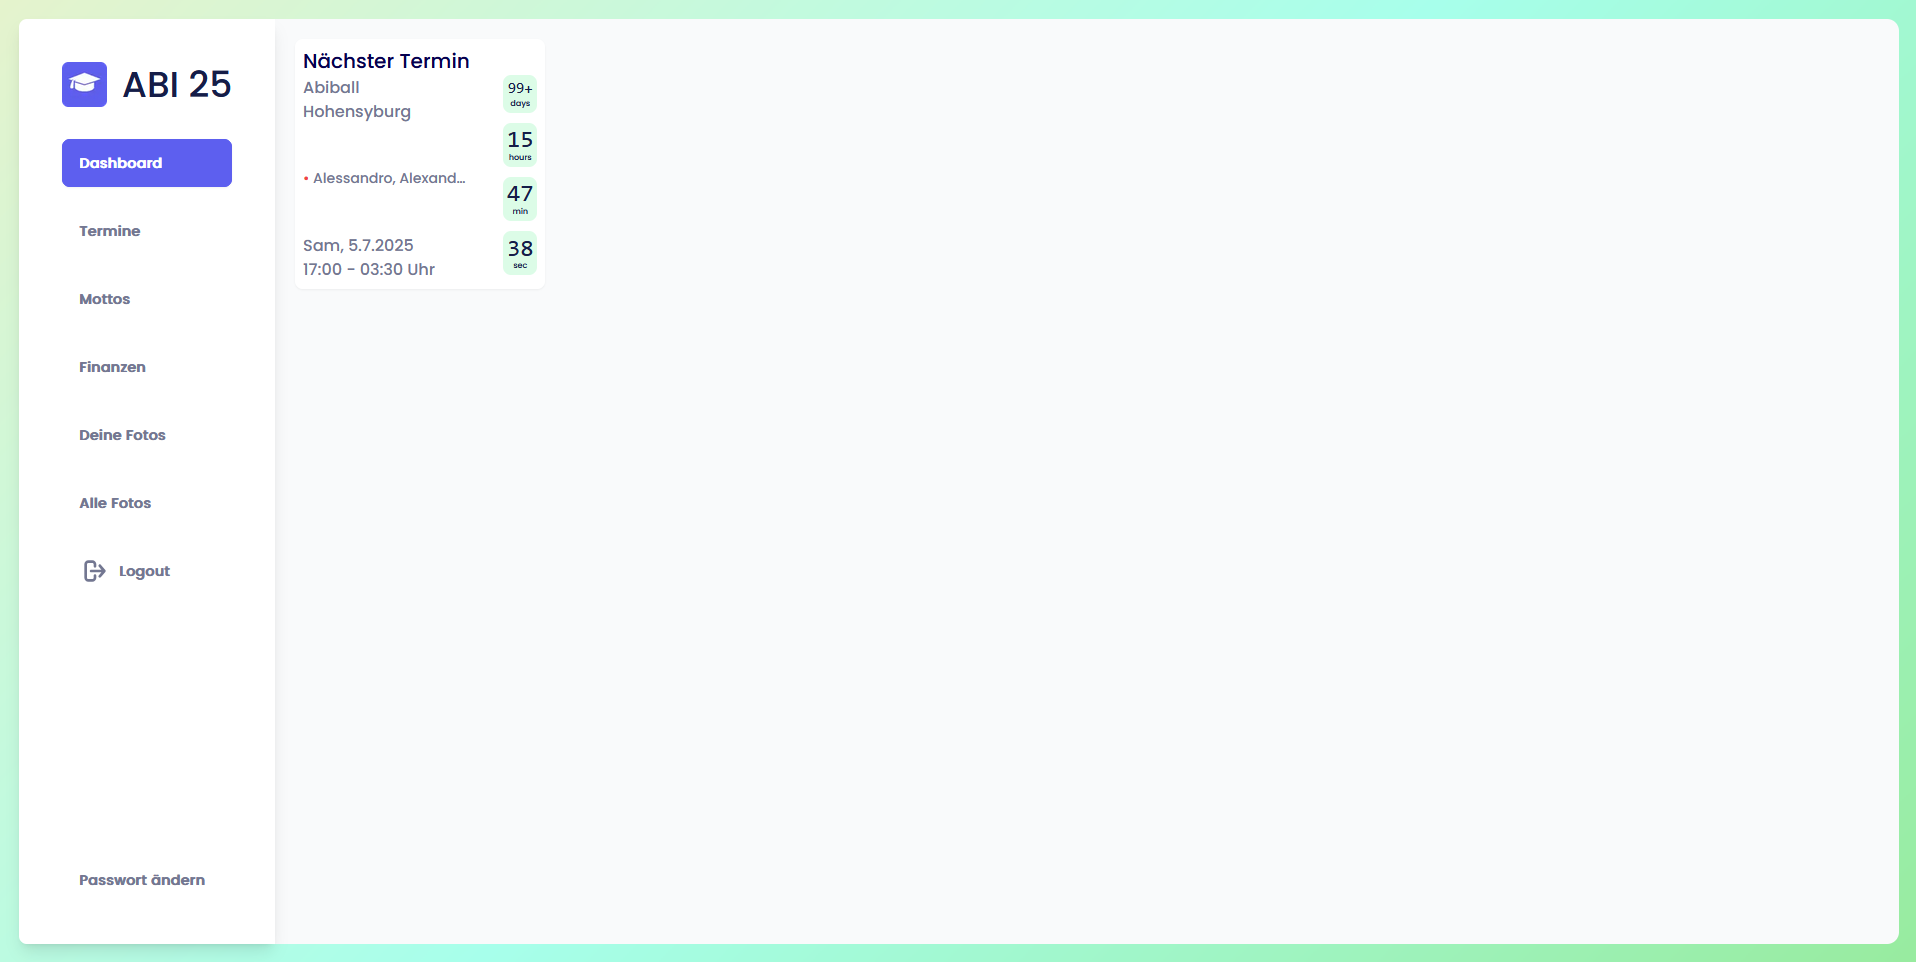 ABI 25
Dashboard
Termine
Mottos
Finanzen
Deine Fotos
Alle Fotos
Logout
Passwort ändern
Nächster Termin
Abiball
Hohensyburg
• Alessandro, Alexand...
Sam, 5.7.2025
17:00 - 03:30 Uhr
99+
days
15
hours
47
min
38
sec